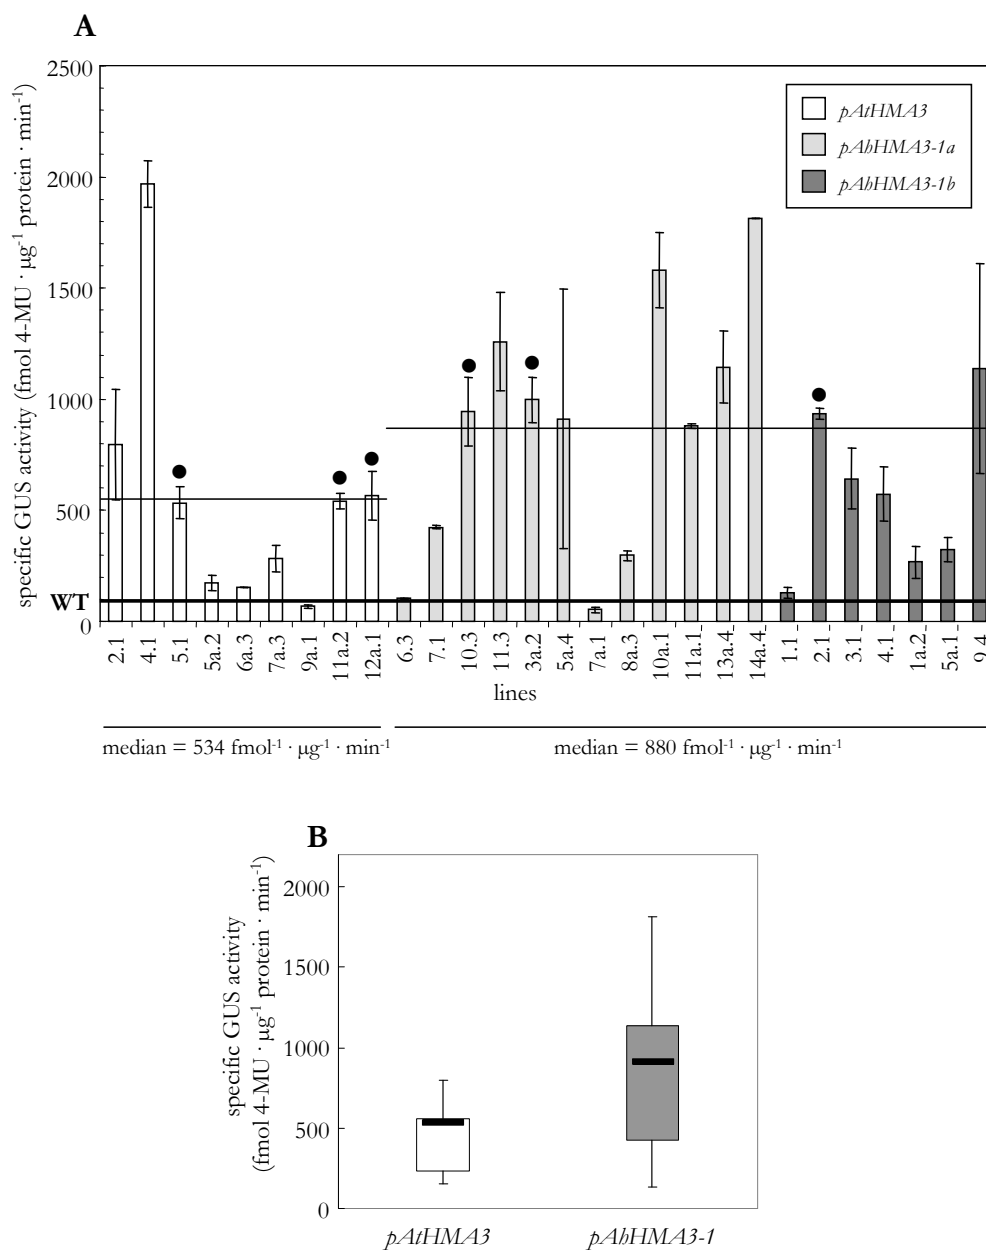 A
specific GUS activity (fmol 4-MU · µg⁻¹ protein · min⁻¹)
2500
2000
1500
1000
500
WT
0
pAtHMA3
pAhHMA3-1a
pAhHMA3-1b
2.1 4.1 5.1 5a.2 6a.3 7a.3 9a.1 11a.2 12a.1 6.3 7.1 10.3 11.3 3a.2 5a.4 7a.1 8a.3 10a.1 11a.1 13a.4 14a.4 1.1 2.1 3.1 4.1 1a.2 5a.1 9.4
lines
median = 534 fmol⁻¹ · µg⁻¹ · min⁻¹
median = 880 fmol⁻¹ · µg⁻¹ · min⁻¹
B
specific GUS activity
(fmol 4-MU · µg⁻¹ protein · min⁻¹)
2000
1500
1000
500
0
pAtHMA3
pAhHMA3-1